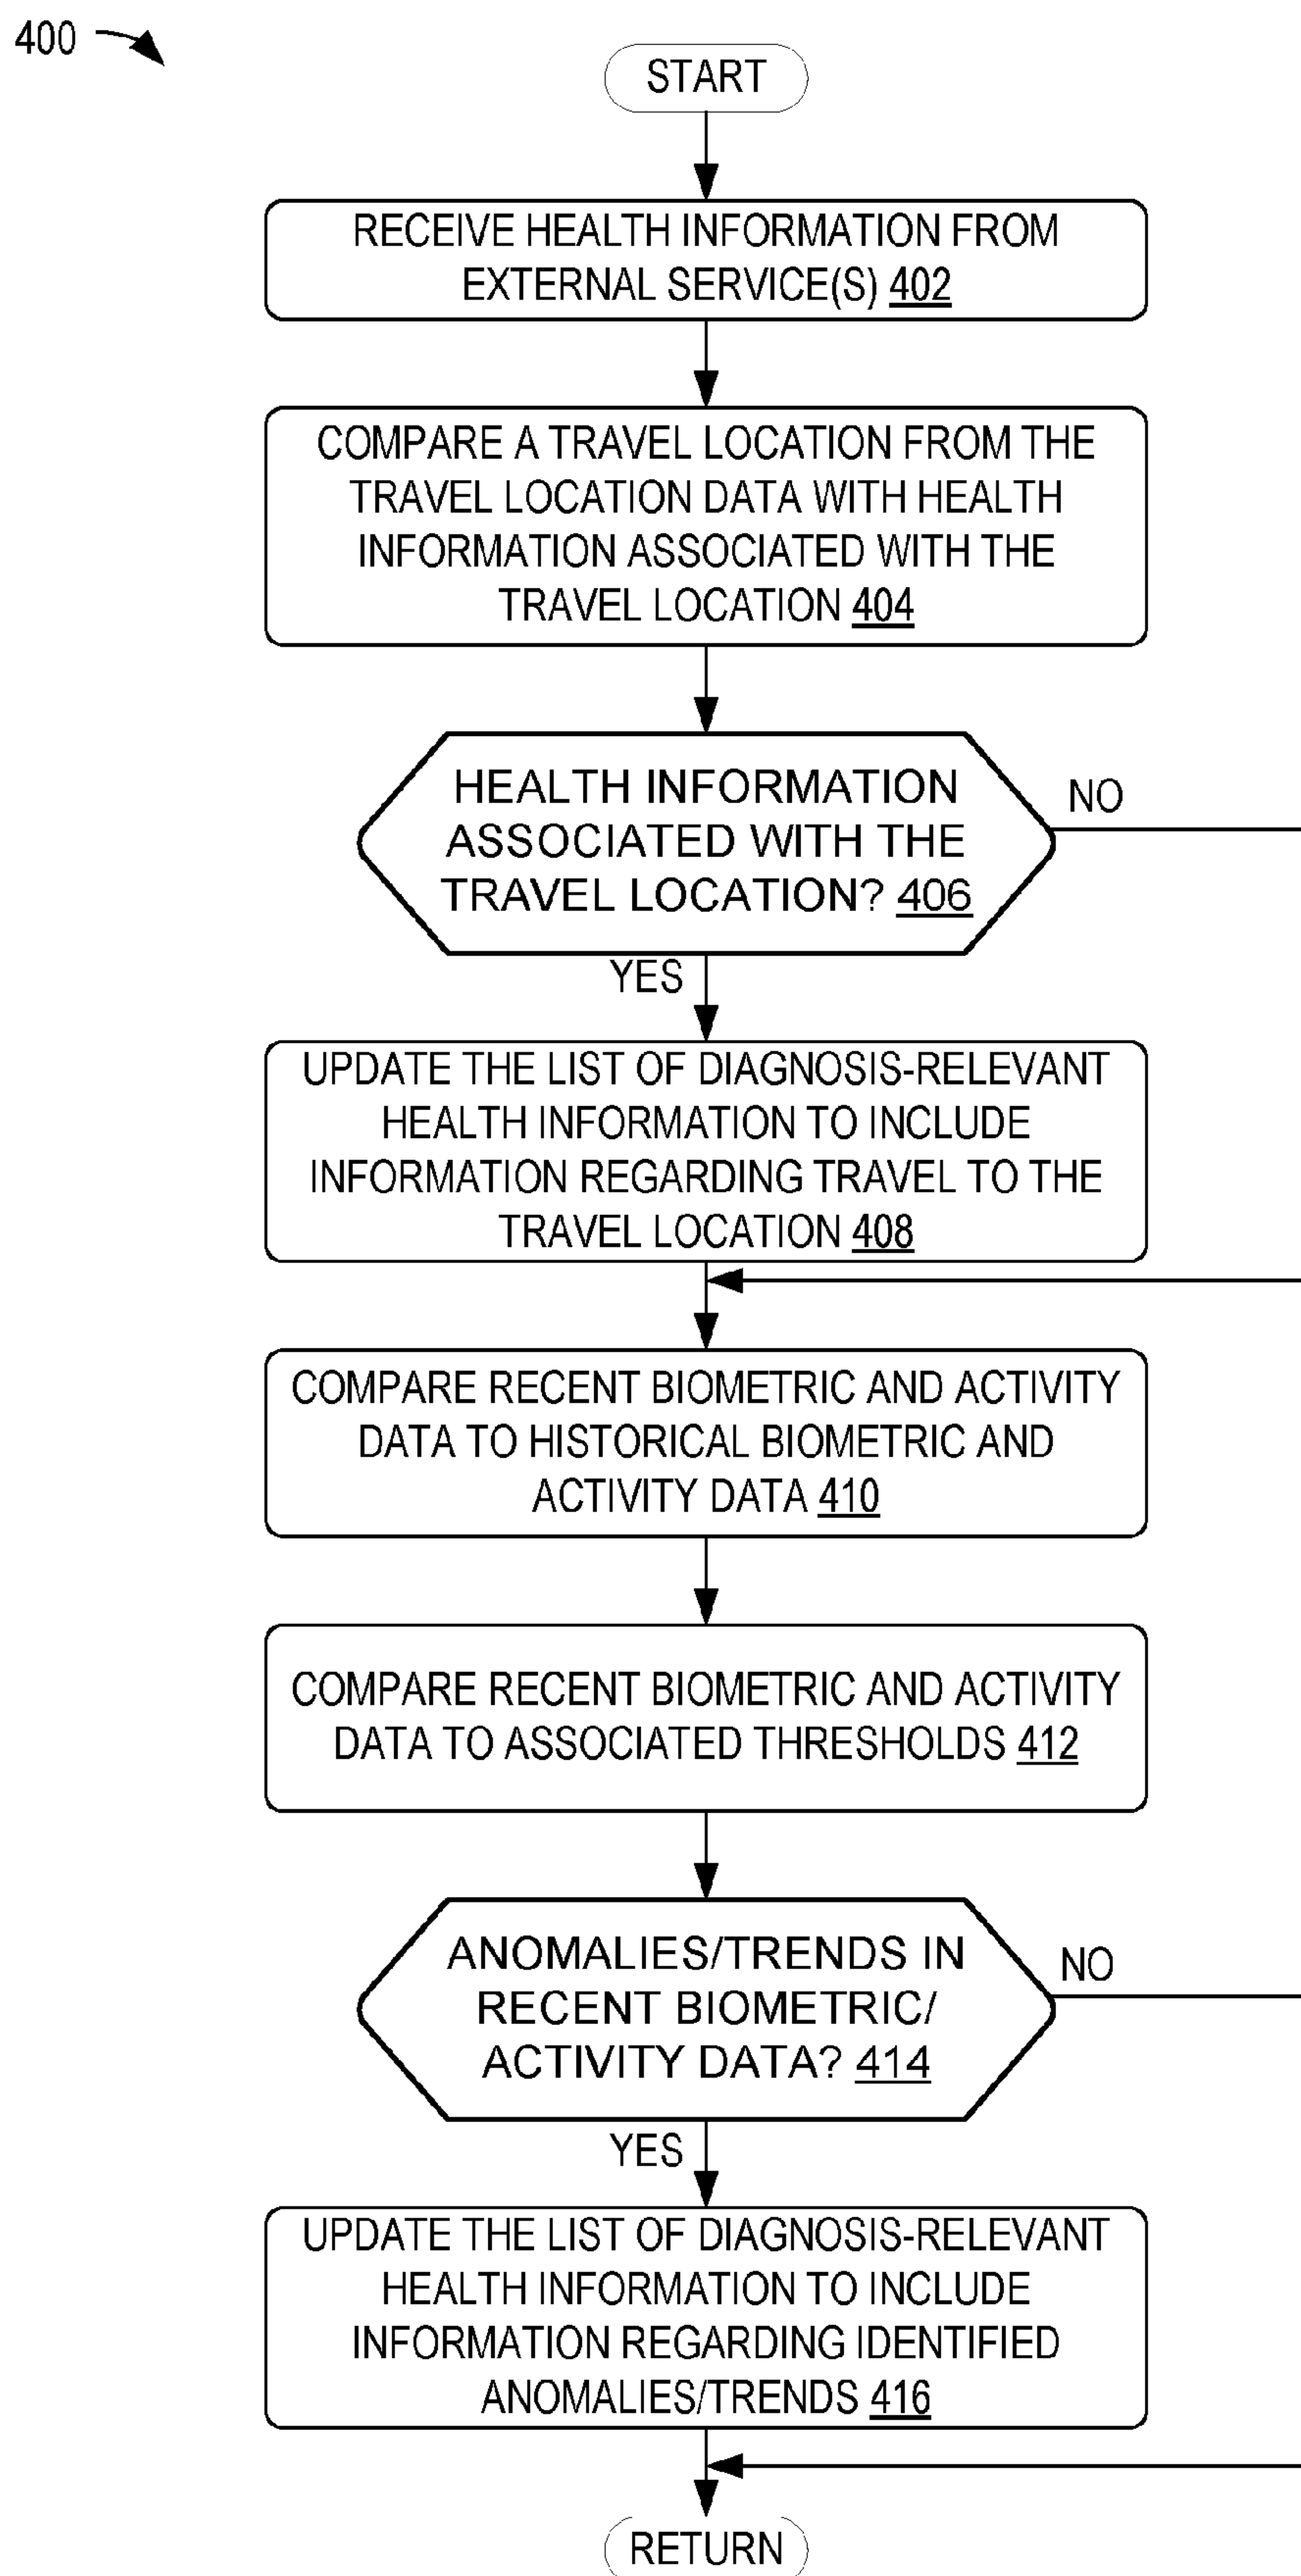 400
START
RECEIVE HEALTH INFORMATION FROM
EXTERNAL SERVICE(S) 402
COMPARE A TRAVEL LOCATION FROM THE
TRAVEL LOCATION DATA WITH HEALTH
INFORMATION ASSOCIATED WITH THE
TRAVEL LOCATION 404
HEALTH INFORMATION
ASSOCIATED WITH THE
TRAVEL LOCATION? 406
NO
YES
UPDATE THE LIST OF DIAGNOSIS-RELEVANT
HEALTH INFORMATION TO INCLUDE
INFORMATION REGARDING TRAVEL TO THE
TRAVEL LOCATION 408
COMPARE RECENT BIOMETRIC AND ACTIVITY
DATA TO HISTORICAL BIOMETRIC AND
ACTIVITY DATA 410
COMPARE RECENT BIOMETRIC AND ACTIVITY
DATA TO ASSOCIATED THRESHOLDS 412
ANOMALIES/TRENDS IN
RECENT BIOMETRIC/
ACTIVITY DATA? 414
NO
YES
UPDATE THE LIST OF DIAGNOSIS-RELEVANT
HEALTH INFORMATION TO INCLUDE
INFORMATION REGARDING IDENTIFIED
ANOMALIES/TRENDS 416
RETURN